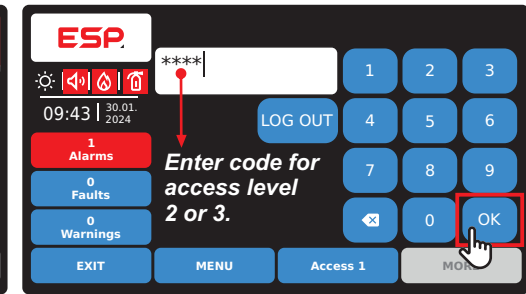 ESP
****
1 2 3
09:43 30.01.
2024
LOG OUT 4 5 6
1
Alarms
Enter code for
access level
2 or 3.
7 8 9
0
Faults
0
Warnings
0 OK
EXIT MENU Access 1